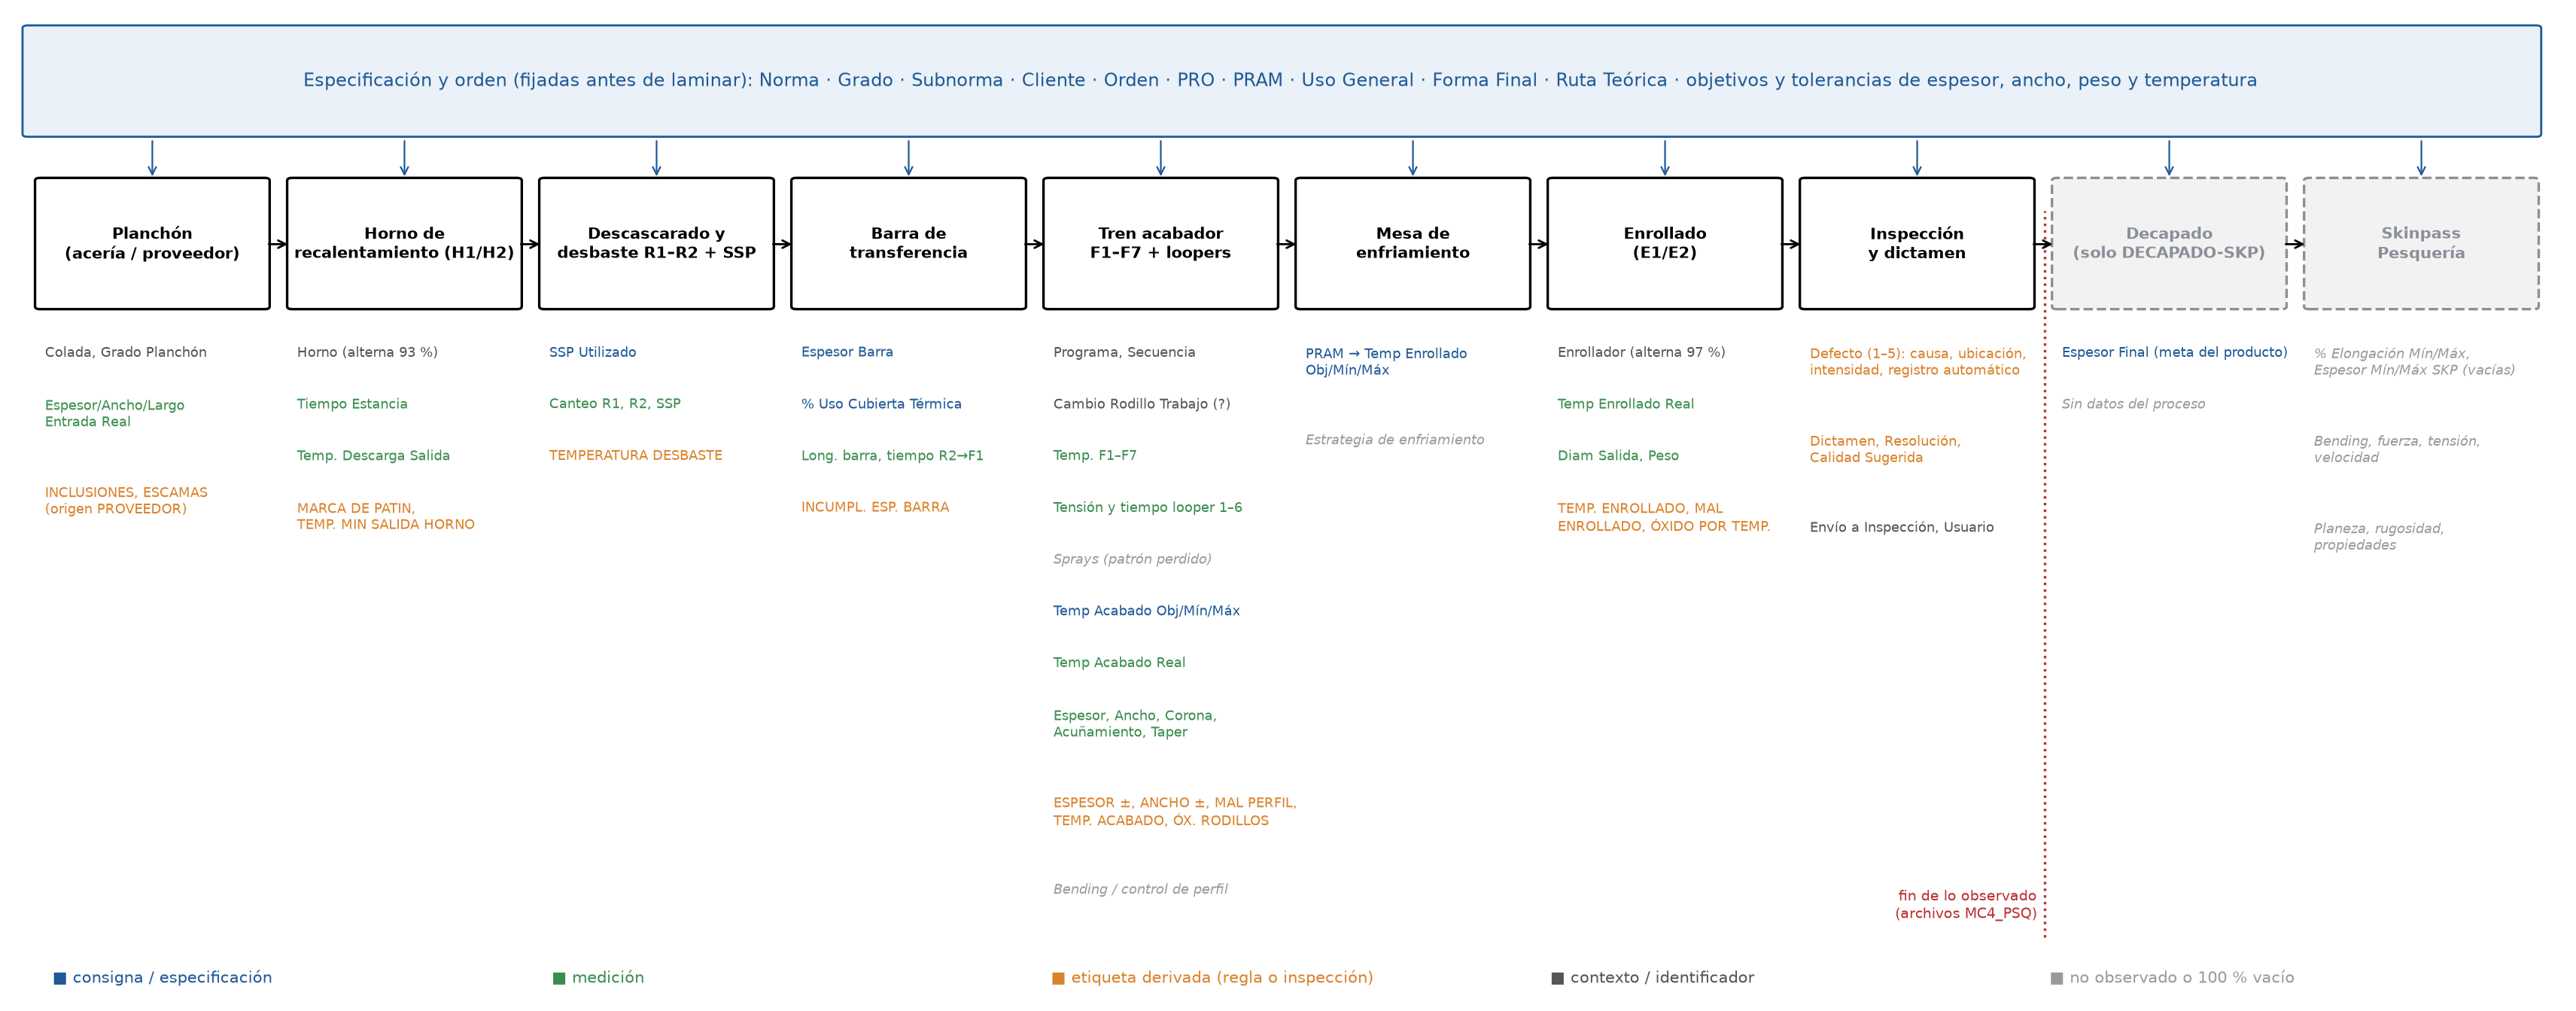 Especificación y orden (fijadas antes de laminar): Norma · Grado · Subnorma · Cliente · Orden · PRO · PRAM · Uso General · Forma Final · Ruta Teórica · objetivos y tolerancias de espesor, ancho, peso y temperatura
Planchón
(acería / proveedor)
Colada, Grado Planchón
Espesor/Ancho/Largo
Entrada Real
INCLUSIONES, ESCAMAS
(origen PROVEEDOR)
Horno de
recalentamiento (H1/H2)
Horno (alterna 93 %)
Tiempo Estancia
Temp. Descarga Salida
MARCA DE PATIN,
TEMP. MIN SALIDA HORNO
Descascarado y
desbaste R1–R2 + SSP
SSP Utilizado
Canteo R1, R2, SSP
TEMPERATURA DESBASTE
Barra de
transferencia
Espesor Barra
% Uso Cubierta Térmica
Long. barra, tiempo R2→F1
INCUMPL. ESP. BARRA
Tren acabador
F1–F7 + loopers
Programa, Secuencia
Cambio Rodillo Trabajo (?)
Temp. F1–F7
Tensión y tiempo looper 1–6
Sprays (patrón perdido)
Temp Acabado Obj/Mín/Máx
Temp Acabado Real
Espesor, Ancho, Corona,
Acuñamiento, Taper
ESPESOR ±, ANCHO ±, MAL PERFIL,
TEMP. ACABADO, ÓX. RODILLOS
Bending / control de perfil
Mesa de
enfriamiento
PRAM → Temp Enrollado
Obj/Mín/Máx
Estrategia de enfriamiento
Enrollado
(E1/E2)
Enrollador (alterna 97 %)
Temp Enrollado Real
Diam Salida, Peso
TEMP. ENROLLADO, MAL
ENROLLADO, ÓXIDO POR TEMP.
Inspección
y dictamen
Defecto (1–5): causa, ubicación,
intensidad, registro automático
Dictamen, Resolución,
Calidad Sugerida
Envío a Inspección, Usuario
fin de lo observado
(archivos MC4_PSQ)
Decapado
(solo DECAPADO-SKP)
Espesor Final (meta del producto)
Sin datos del proceso
Skinpass
Pesquería
% Elongación Mín/Máx,
Espesor Mín/Máx SKP (vacías)
Bending, fuerza, tensión,
velocidad
Planeza, rugosidad,
propiedades
consigna / especificación
medición
etiqueta derivada (regla o inspección)
contexto / identificador
no observado o 100 % vacío